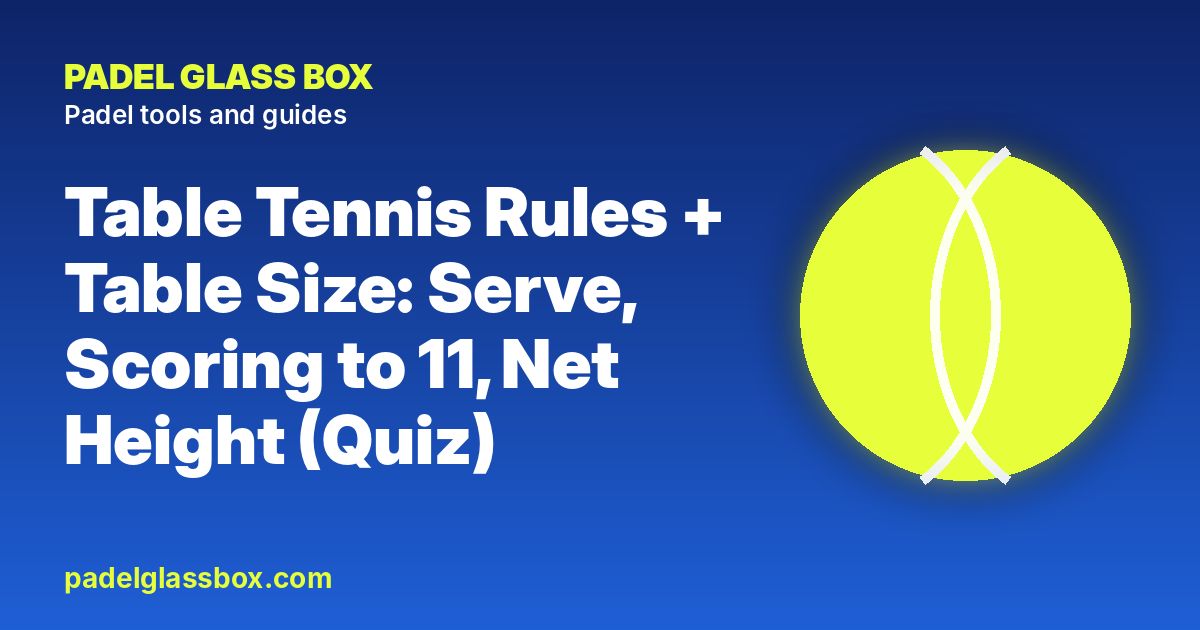 PADEL GLASS BOX
Padel tools and guides
Table Tennis Rules +
Table Size: Serve,
Scoring to 11, Net
Height (Quiz)
padelglassbox.com